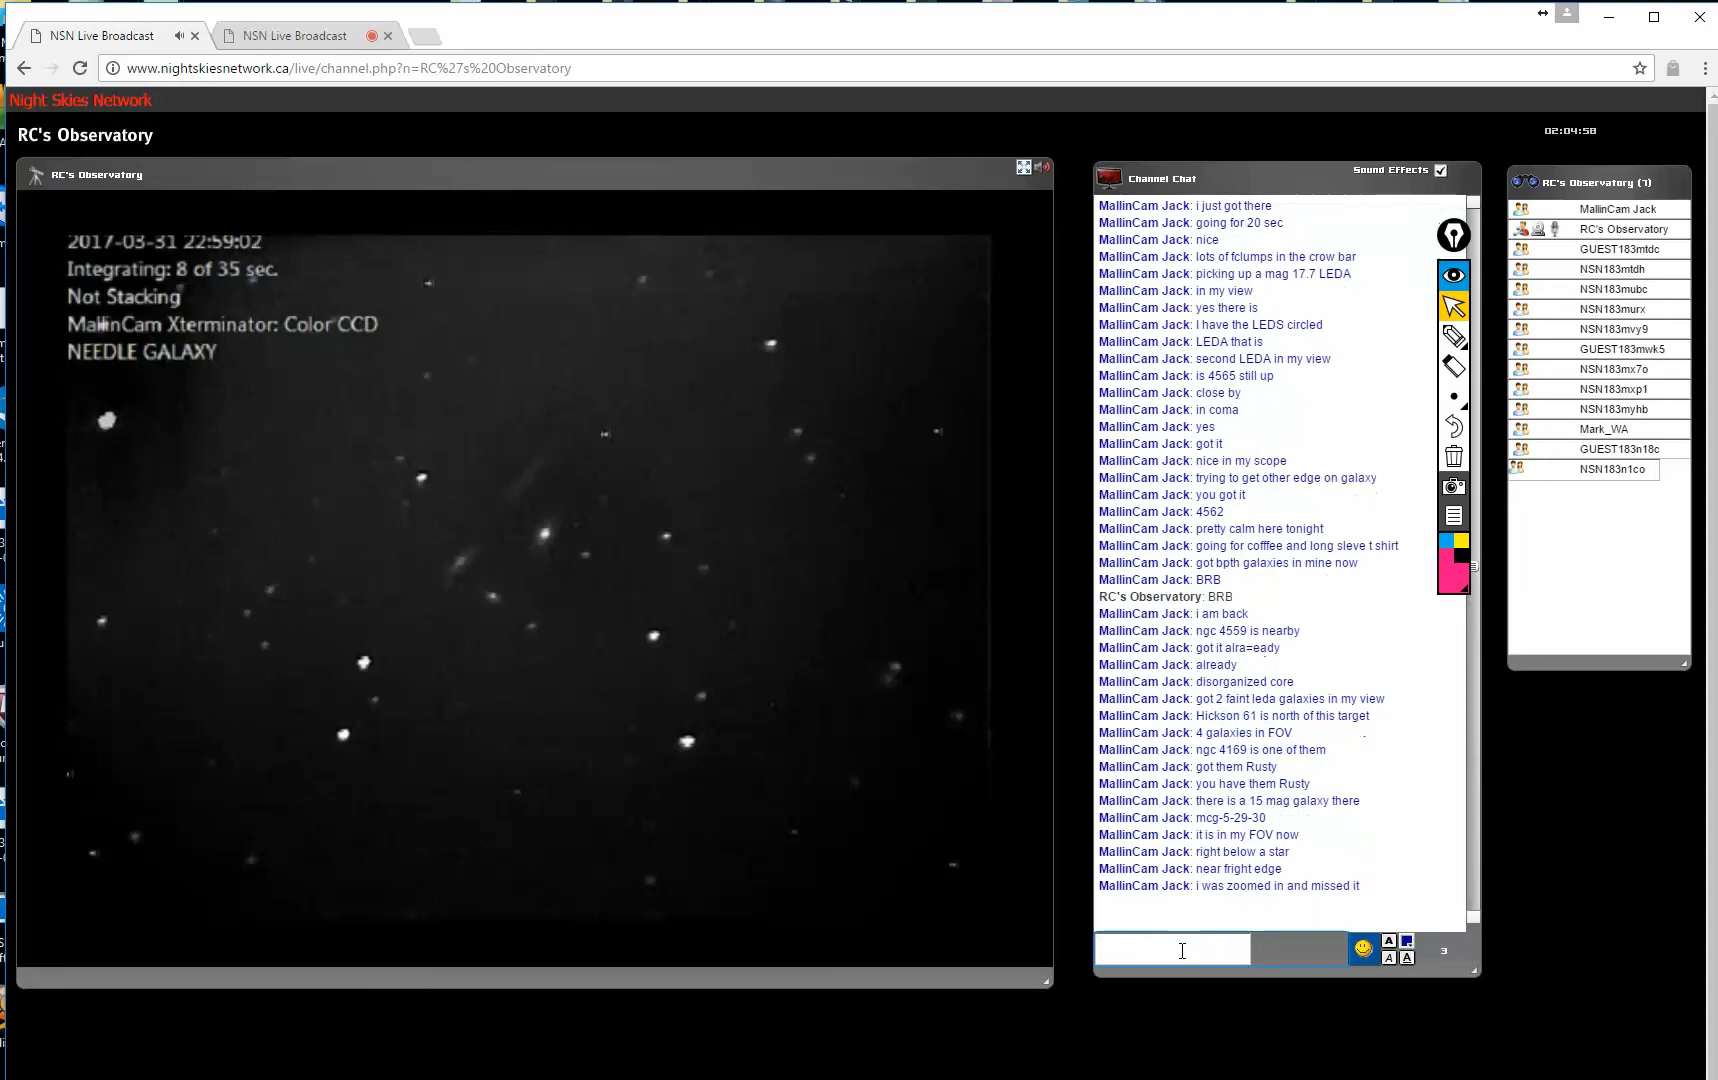 NSN Live Broadcast
NSN Live Broadcast
www.nightskiesnetwork.ca/live/channel.php?n=RC%27s%20Observatory
Night Skies Network
RC's Observatory
02:04:58
RC's Observatory
2017-03-31 22:59:02
Integrating: 8 of 35 sec.
Not Stacking
MallinCam Xterminator: Color CCD
NEEDLE GALAXY
Channel Chat
Sound Effects
MallinCam Jack: i just got there
MallinCam Jack: going for 20 sec
MallinCam Jack: nice
MallinCam Jack: lots of fclumps in the crow bar
MallinCam Jack: picking up a mag 17.7 LEDA
MallinCam Jack: in my view
MallinCam Jack: yes there is
MallinCam Jack: I have the LEDS circled
MallinCam Jack: LEDA that is
MallinCam Jack: second LEDA in my view
MallinCam Jack: is 4565 still up
MallinCam Jack: close by
MallinCam Jack: in coma
MallinCam Jack: yes
MallinCam Jack: got it
MallinCam Jack: nice in my scope
MallinCam Jack: trying to get other edge on galaxy
MallinCam Jack: you got it
MallinCam Jack: 4562
MallinCam Jack: pretty calm here tonight
MallinCam Jack: going for cofffee and long sleve t shirt
MallinCam Jack: got bpth galaxies in mine now
MallinCam Jack: BRB
RC's Observatory: BRB
MallinCam Jack: i am back
MallinCam Jack: ngc 4559 is nearby
MallinCam Jack: got it alra=eady
MallinCam Jack: already
MallinCam Jack: disorganized core
MallinCam Jack: got 2 faint leda galaxies in my view
MallinCam Jack: Hickson 61 is north of this target
MallinCam Jack: 4 galaxies in FOV
MallinCam Jack: ngc 4169 is one of them
MallinCam Jack: got them Rusty
MallinCam Jack: you have them Rusty
MallinCam Jack: there is a 15 mag galaxy there
MallinCam Jack: mcg-5-29-30
MallinCam Jack: it is in my FOV now
MallinCam Jack: right below a star
MallinCam Jack: near fright edge
MallinCam Jack: i was zoomed in and missed it
A
A
A
3
RC's Observatory (7)
MallinCam Jack
RC's Observatory
GUEST183mtdc
NSN183mtdh
NSN183mubc
NSN183murx
NSN183mvy9
GUEST183mwk5
NSN183mx7o
NSN183mxp1
NSN183myhb
Mark_WA
GUEST183n18c
NSN183n1co